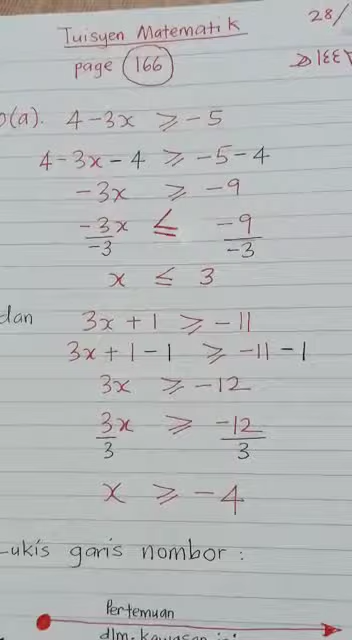 28/
Tuisyen Matematik
page 166
(a). 4-3x ≥ -5
4-3x-4 ≥ -5-4
-3x ≥ -9
-3x/-3 ≤ -9/-3
x ≤ 3
dan 3x+1 ≥ -11
3x+1-1 ≥ -11-1
3x ≥ -12
3x/3 ≥ -12/3
x ≥ -4
Lukis garis nombor :
Pertemuan
dlm. kawasan